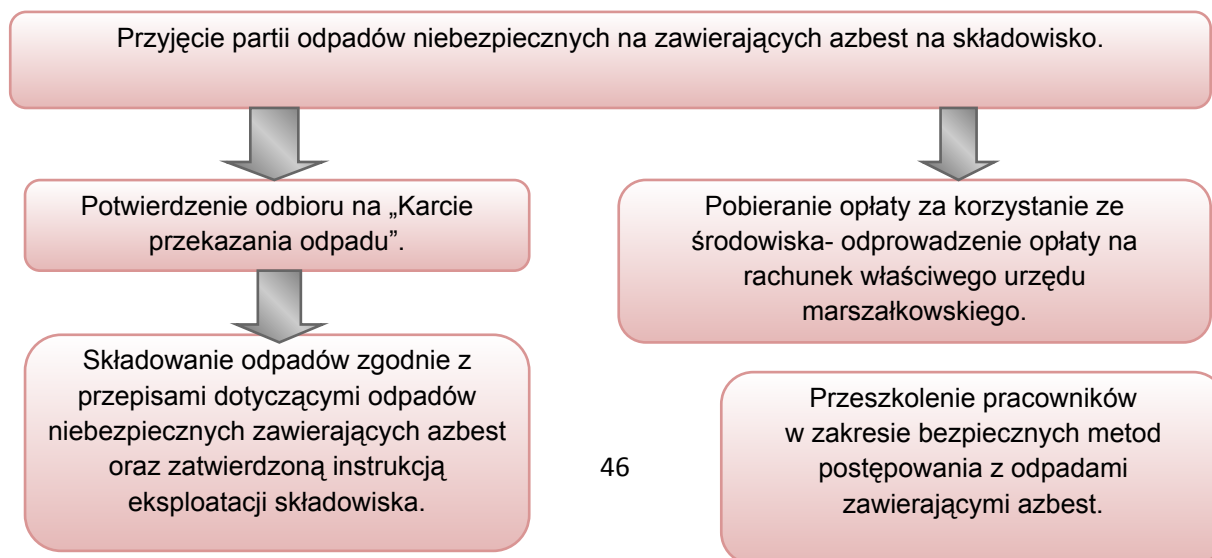 Przyjęcie partii odpadów niebezpiecznych na zawierających azbest na składowisko.
Potwierdzenie odbioru na „Karcie
przekazania odpadu”.
Pobieranie opłaty za korzystanie ze
środowiska- odprowadzenie opłaty na
rachunek właściwego urzędu
marszałkowskiego.
Składowanie odpadów zgodnie z
przepisami dotyczącymi odpadów
niebezpiecznych zawierających azbest
oraz zatwierdzoną instrukcją
eksploatacji składowiska.
46
Przeszkolenie pracowników
w zakresie bezpiecznych metod
postępowania z odpadami
zawierającymi azbest.